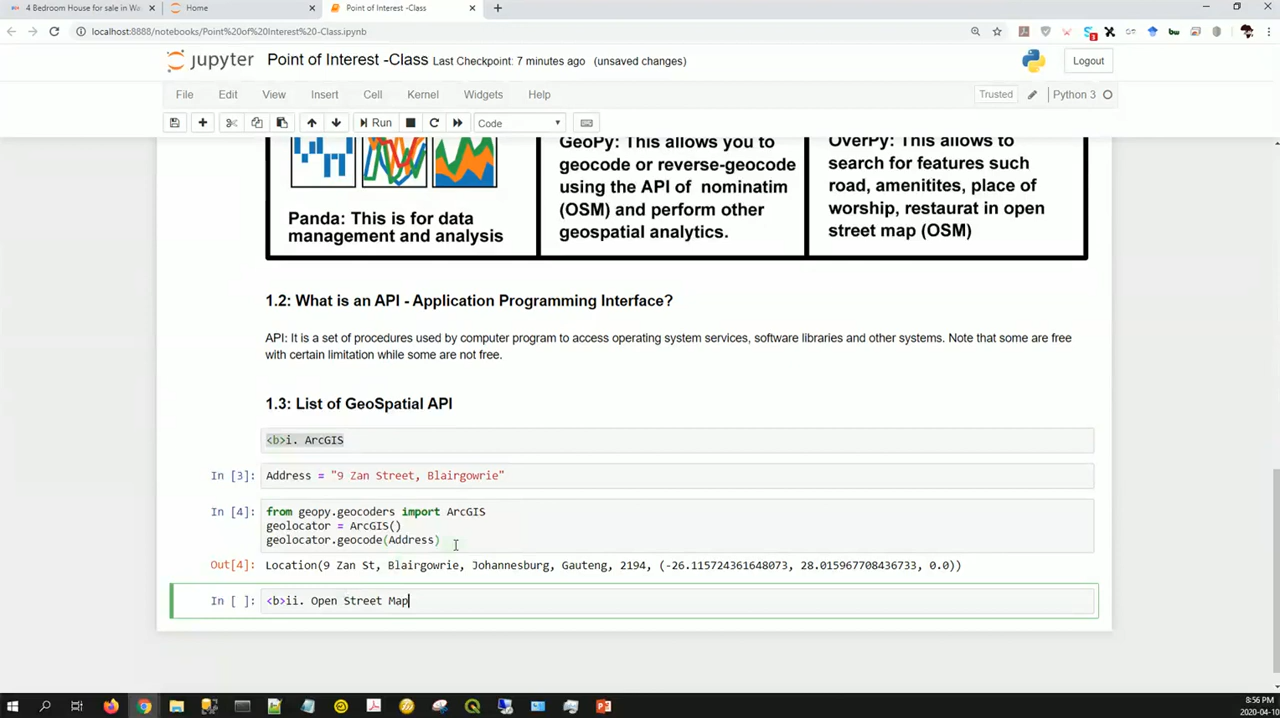 4 Bedroom House for sale in Wa
Home
Point of Interest -Class
localhost:8888/notebooks/Point%20of%20Interest%20-Class.ipynb
jupyter Point of Interest -Class Last Checkpoint: 7 minutes ago (unsaved changes)
Logout
File Edit View Insert Cell Kernel Widgets Help
Trusted Python 3
Run Code
GeoPy: This allows you to
geocode or reverse-geocode
using the API of nominatim
(OSM) and perform other
geospatial analytics.
OverPy: This allows to
search for features such
road, amenitites, place of
worship, restaurat in open
street map (OSM)
Panda: This is for data
management and analysis
1.2: What is an API - Application Programming Interface?
API: It is a set of procedures used by computer program to access operating system services, software libraries and other systems. Note that some are free
with certain limitation while some are not free.
1.3: List of GeoSpatial API
<b>i. ArcGIS
In [3]: Address = "9 Zan Street, Blairgowrie"
In [4]: from geopy.geocoders import ArcGIS
geolocator = ArcGIS()
geolocator.geocode(Address)
Out[4]: Location(9 Zan St, Blairgowrie, Johannesburg, Gauteng, 2194, (-26.115724361648073, 28.015967708436733, 0.0))
In [ ]: <b>ii. Open Street Map
8:56 PM
2020-04-10